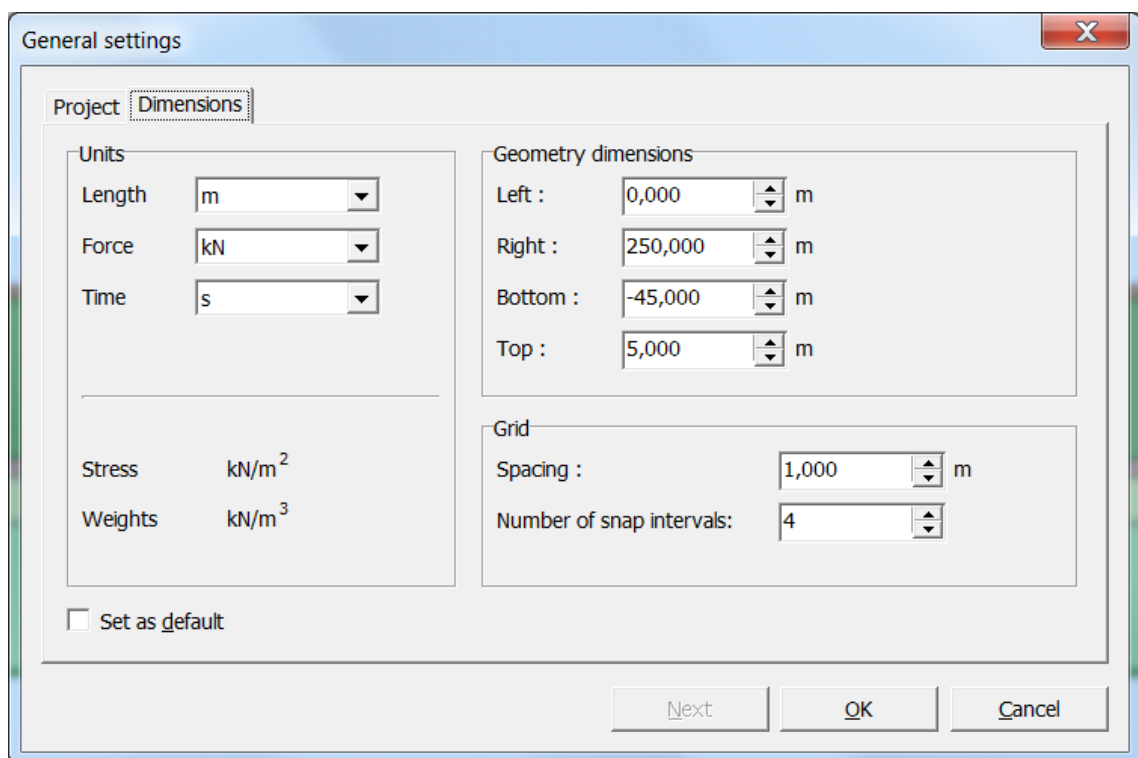 General settings
Project Dimensions
Units
Length m
Force kN
Time s
Stress kN/m²
Weights kN/m³
Set as default
Geometry dimensions
Left : 0,000 m
Right : 250,000 m
Bottom : -45,000 m
Top : 5,000 m
Grid
Spacing : 1,000 m
Number of snap intervals: 4
Next OK Cancel